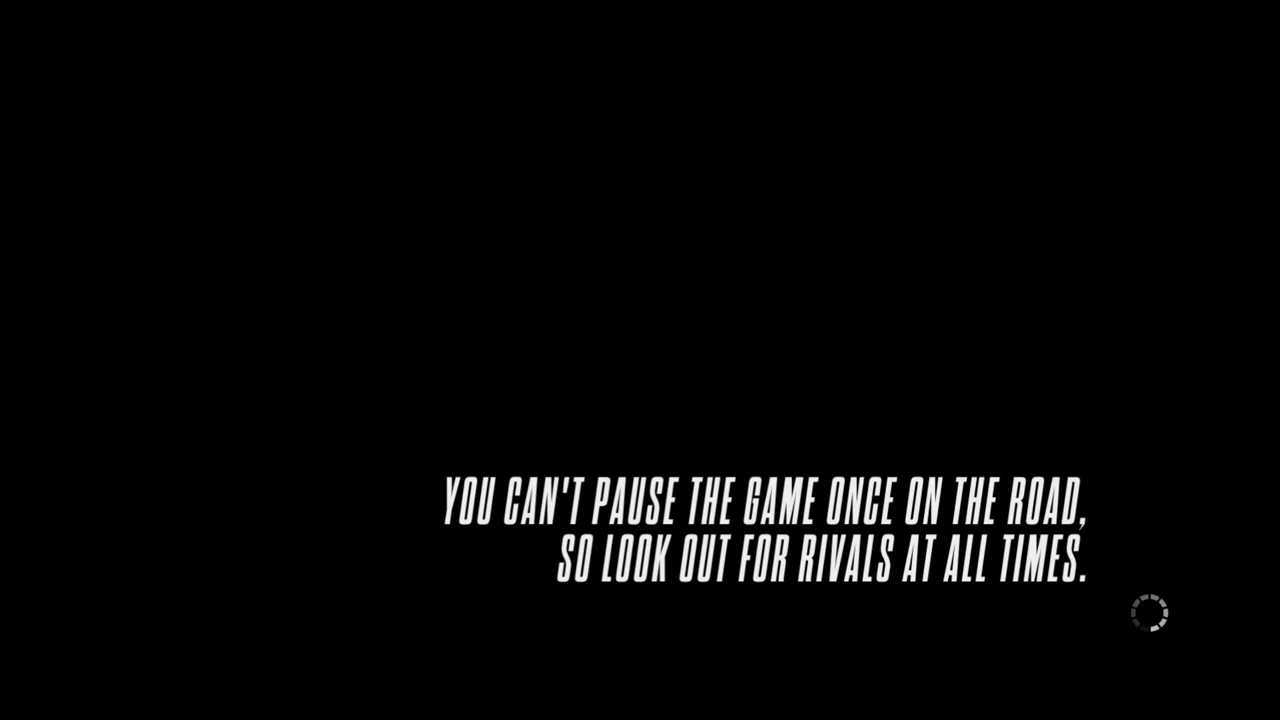 YOU CAN'T PAUSE THE GAME ONCE ON THE ROAD,
SO LOOK OUT FOR RIVALS AT ALL TIMES.